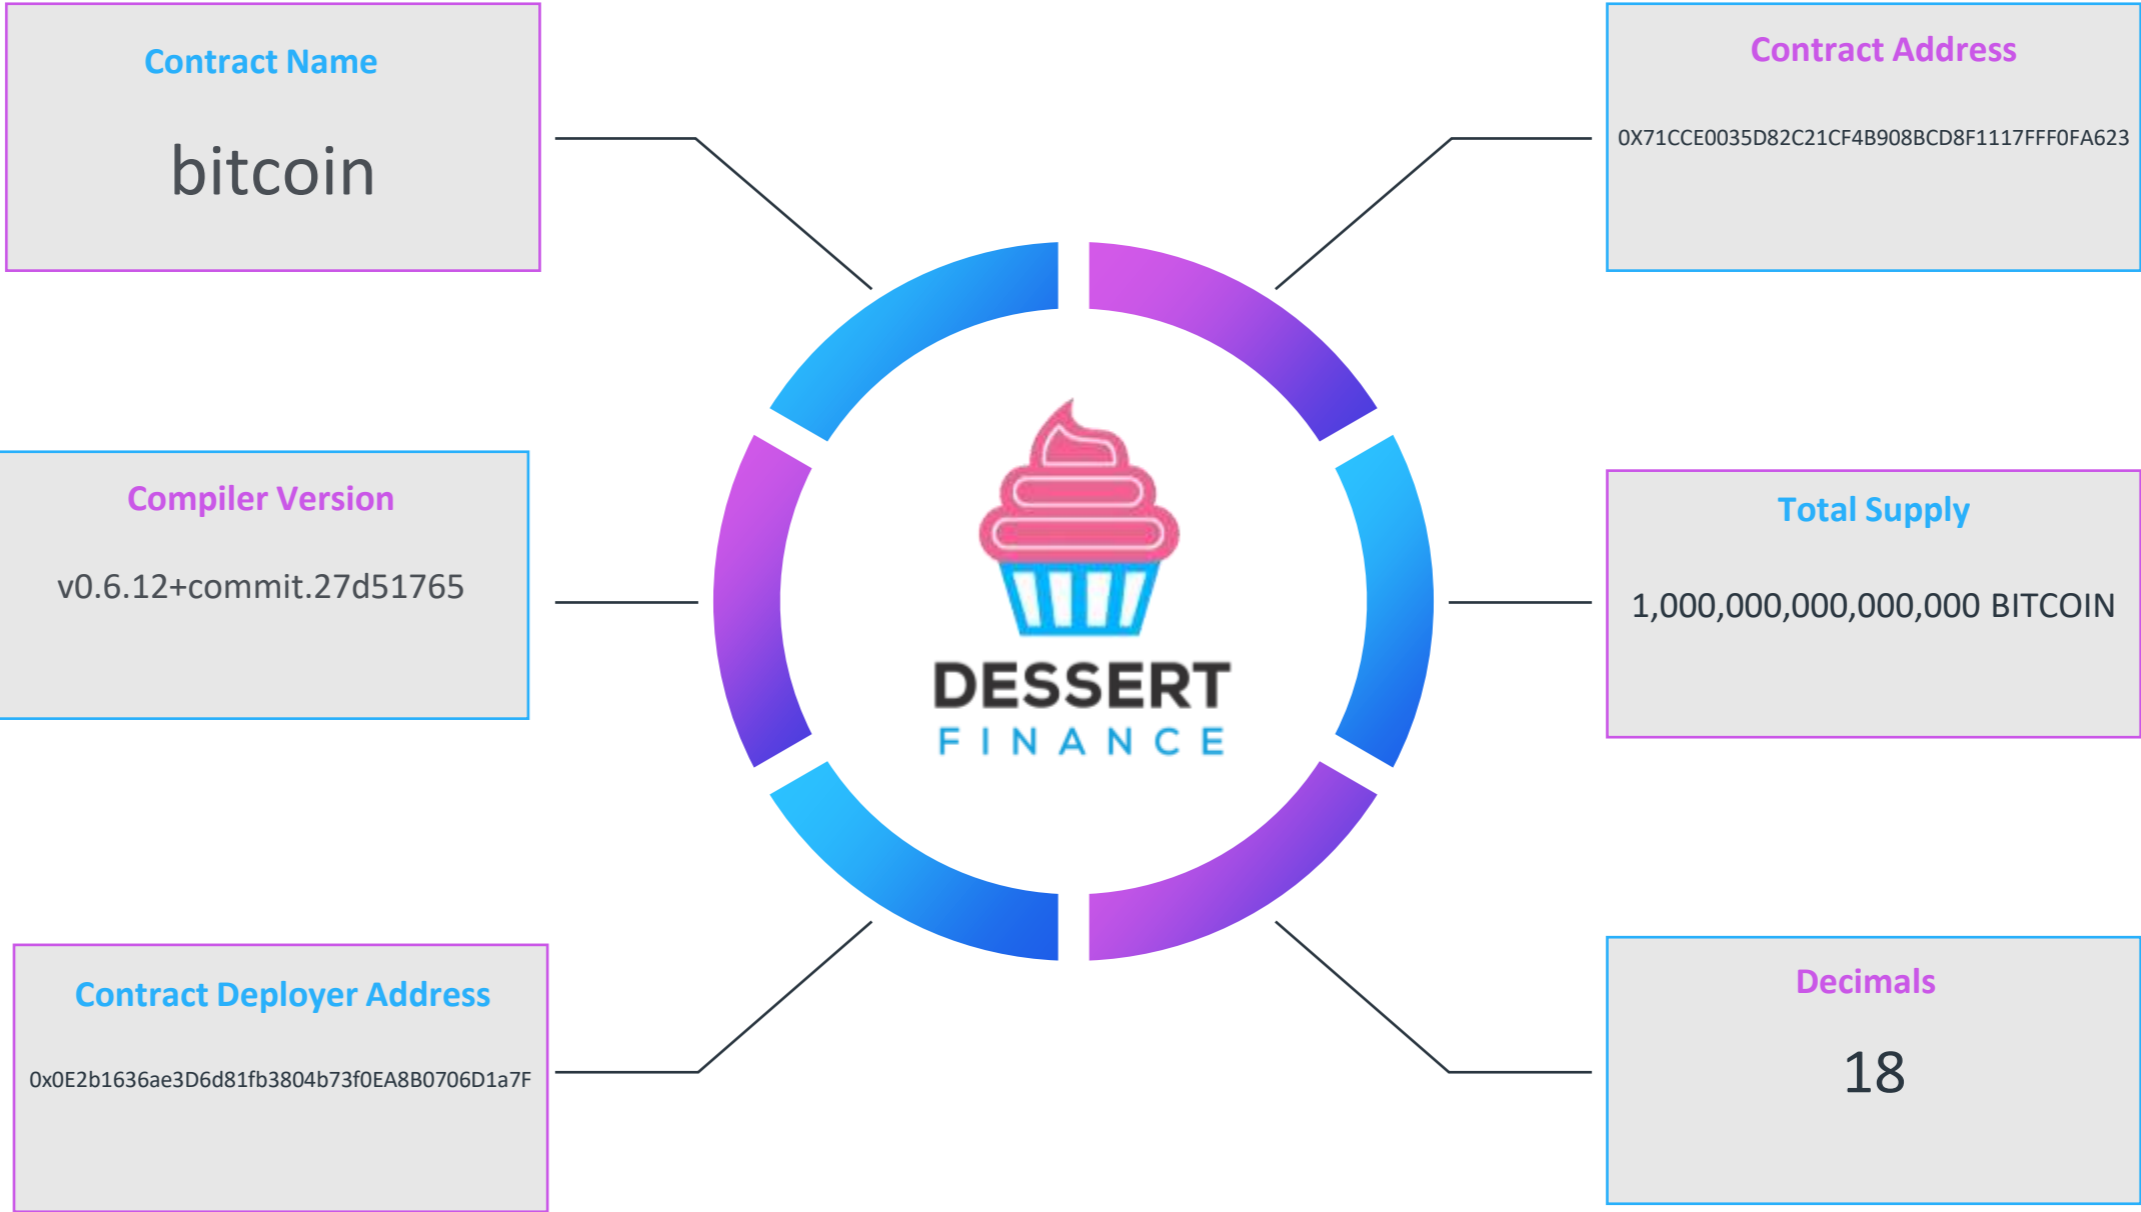 Contract Name
bitcoin
Contract Address
0X71CCE0035D82C21CF4B908BCD8F1117FFF0FA623
Compiler Version
v0.6.12+commit.27d51765
DESSERT
FINANCE
Total Supply
1,000,000,000,000,000 BITCOIN
Contract Deployer Address
0x0E2b1636ae3D6d81fb3804b73f0EA8B0706D1a7F
Decimals
18